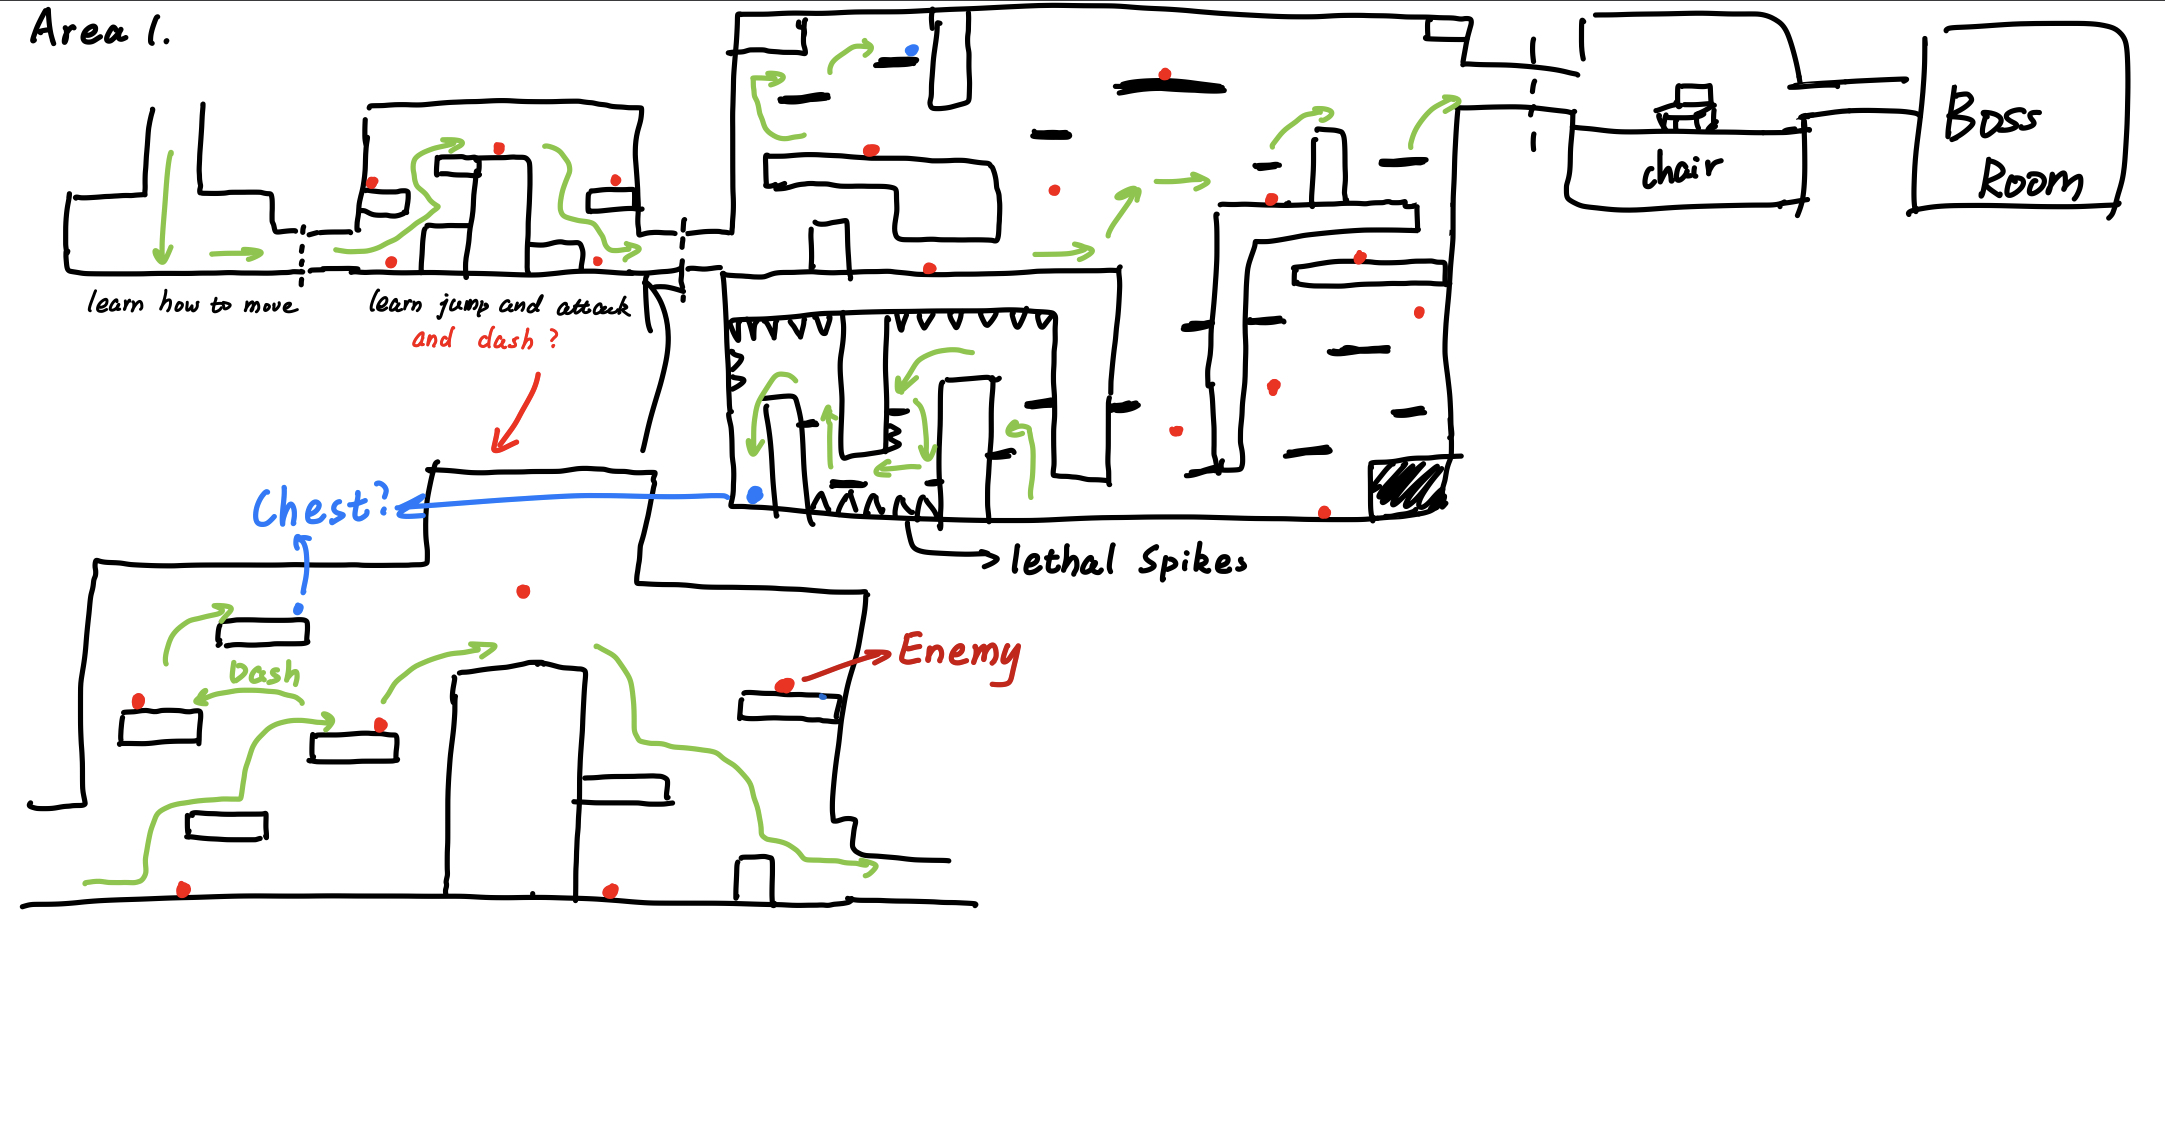 Area 1.
learn how to move
learn jump and attack
and dash ?
chair
Boss
Room
Chest?
lethal Spikes
Enemy
Dash